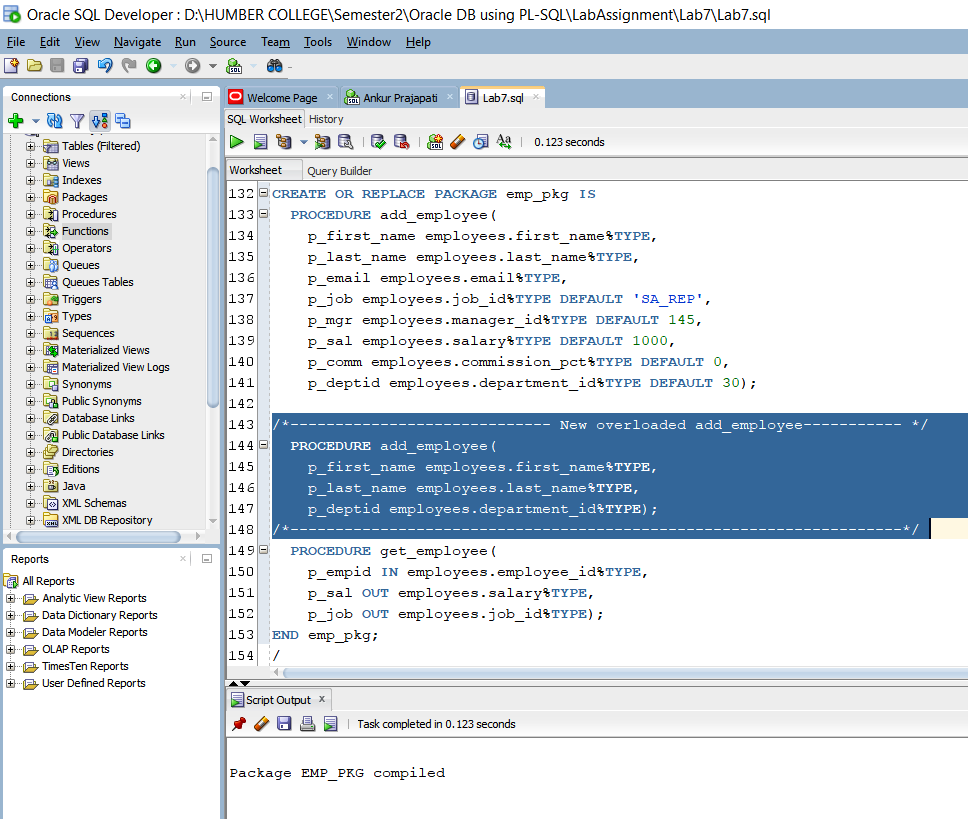 Oracle SQL Developer : D:\HUMBER COLLEGE\Semester2\Oracle DB using PL-SQL\LabAssignment\Lab7\Lab7.sql
File Edit View Navigate Run Source Team Tools Window Help
Connections
Tables (Filtered)
Views
Indexes
Packages
Procedures
Functions
Operators
Queues
Queues Tables
Triggers
Types
Sequences
Materialized Views
Materialized View Logs
Synonyms
Public Synonyms
Database Links
Public Database Links
Directories
Editions
Java
XML Schemas
XML DB Repository
Reports
All Reports
Analytic View Reports
Data Dictionary Reports
Data Modeler Reports
OLAP Reports
TimesTen Reports
User Defined Reports
Welcome Page Ankur Prajapati Lab7.sql
SQL Worksheet History
0.123 seconds
Worksheet Query Builder
132 CREATE OR REPLACE PACKAGE emp_pkg IS
133 PROCEDURE add_employee(
134 p_first_name employees.first_name%TYPE,
135 p_last_name employees.last_name%TYPE,
136 p_email employees.email%TYPE,
137 p_job employees.job_id%TYPE DEFAULT 'SA_REP',
138 p_mgr employees.manager_id%TYPE DEFAULT 145,
139 p_sal employees.salary%TYPE DEFAULT 1000,
140 p_comm employees.commission_pct%TYPE DEFAULT 0,
141 p_deptid employees.department_id%TYPE DEFAULT 30);
142
143 /*----------------------------- New overloaded add_employee----------- */
144 PROCEDURE add_employee(
145 p_first_name employees.first_name%TYPE,
146 p_last_name employees.last_name%TYPE,
147 p_deptid employees.department_id%TYPE);
148 /*--------------------------------------------------------------------*/
149 PROCEDURE get_employee(
150 p_empid IN employees.employee_id%TYPE,
151 p_sal OUT employees.salary%TYPE,
152 p_job OUT employees.job_id%TYPE);
153 END emp_pkg;
154 /
Script Output
Task completed in 0.123 seconds
Package EMP_PKG compiled